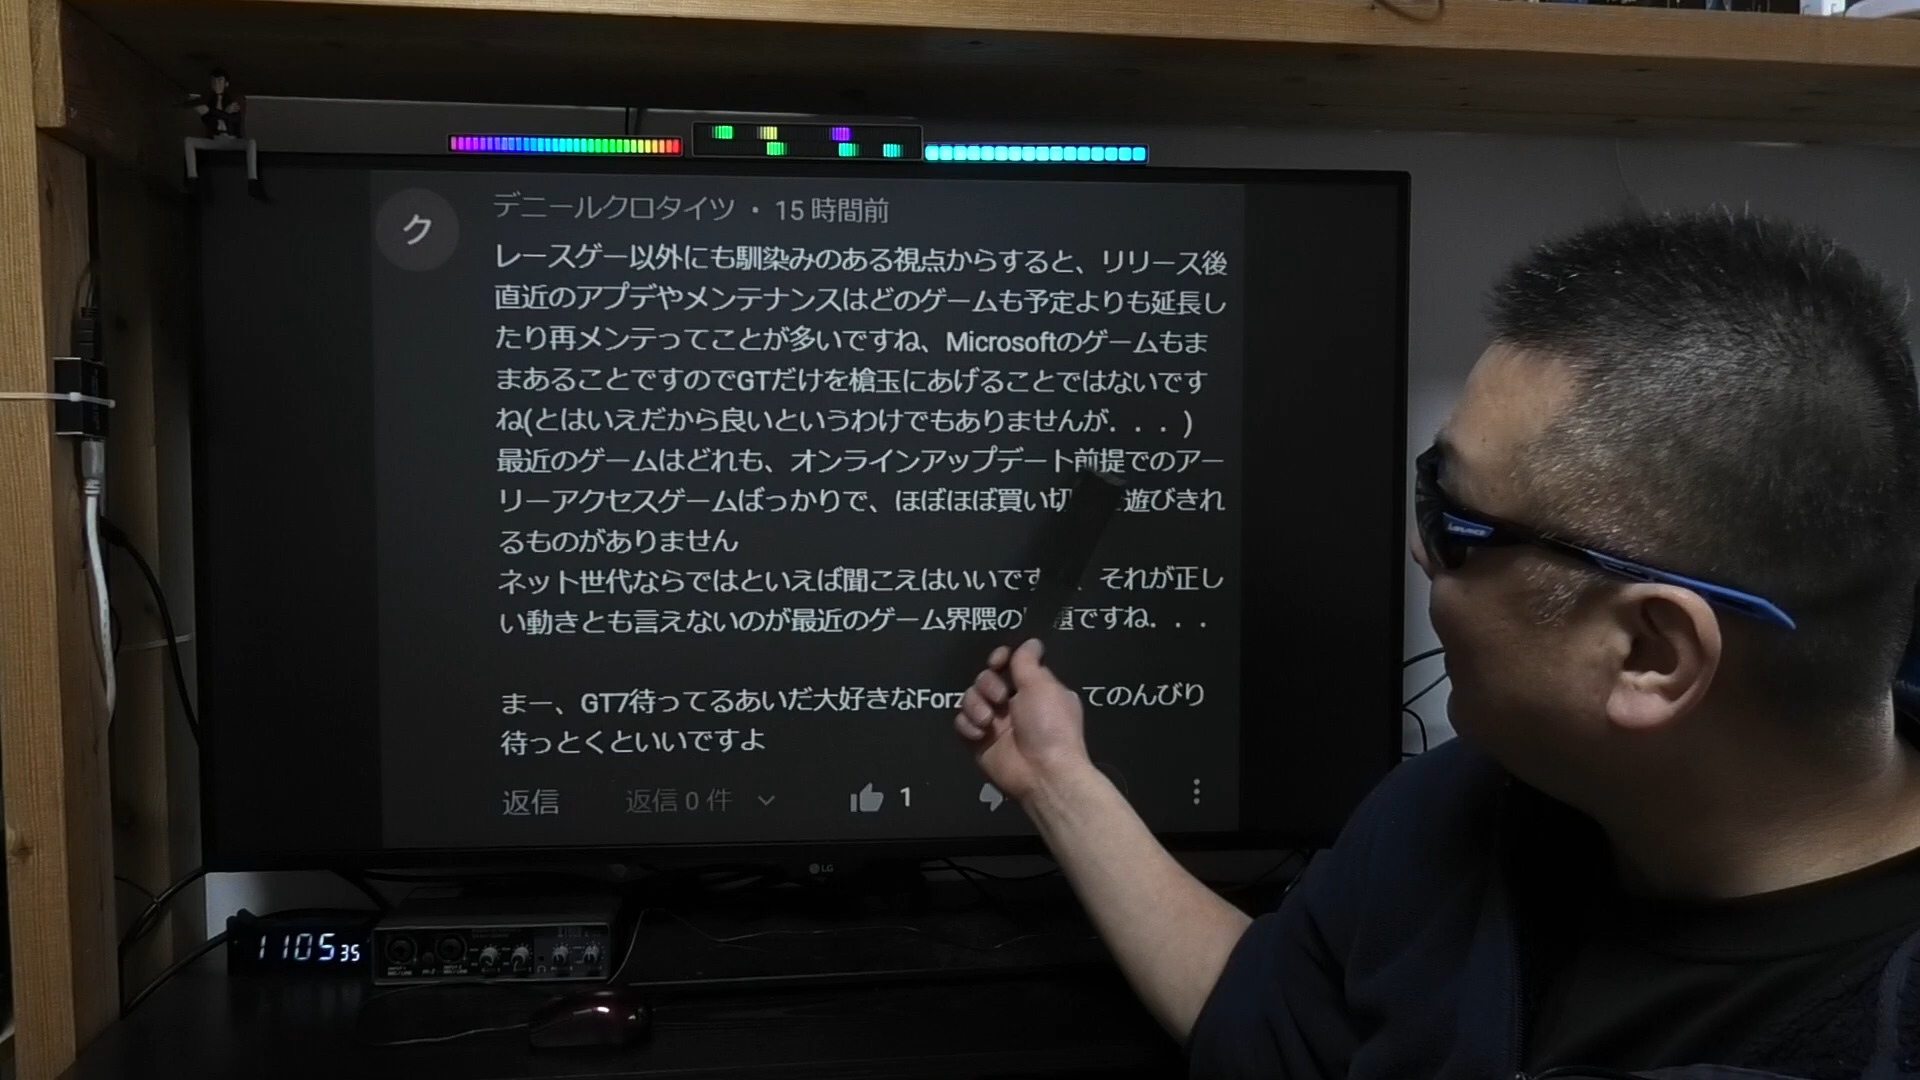 ク
デニールクロタイツ・15 時間前
レースゲー以外にも馴染みのある視点からすると、リリース後
直近のアプデやメンテナンスはどのゲームも予定よりも延長し
たり再メンテってことが多いですね、Microsoftのゲームもま
まあることですのでGTだけを槍玉にあげることではないです
ね(とはいえだから良いというわけでもありませんが．．．)
最近のゲームはどれも、オンラインアップデート前提でのアー
リーアクセスゲームばっかりで、ほぼほぼ買い切 遊びきれ
るものがありません
ネット世代ならではといえば聞こえはいいです 、それが正し
い動きとも言えないのが最近のゲーム界隈の 題ですね．．．
まー、GT7待ってるあいだ大好きなForz てのんびり
待っとくといいですよ
返信 返信 0 件 1
LG
1105 35